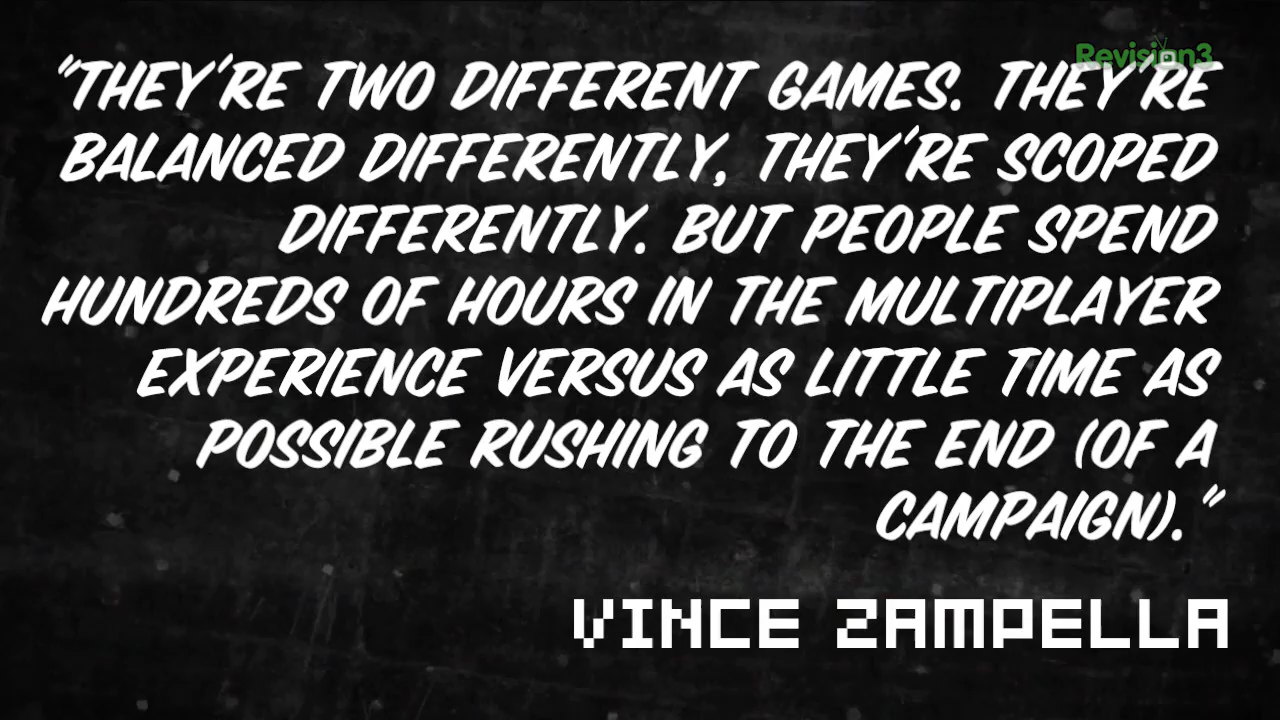 Revision3
"THEY'RE TWO DIFFERENT GAMES. THEY'RE
BALANCED DIFFERENTLY, THEY'RE SCOPED
DIFFERENTLY. BUT PEOPLE SPEND
HUNDREDS OF HOURS IN THE MULTIPLAYER
EXPERIENCE VERSUS AS LITTLE TIME AS
POSSIBLE RUSHING TO THE END (OF A
CAMPAIGN)."
VINCE ZAMPELLA